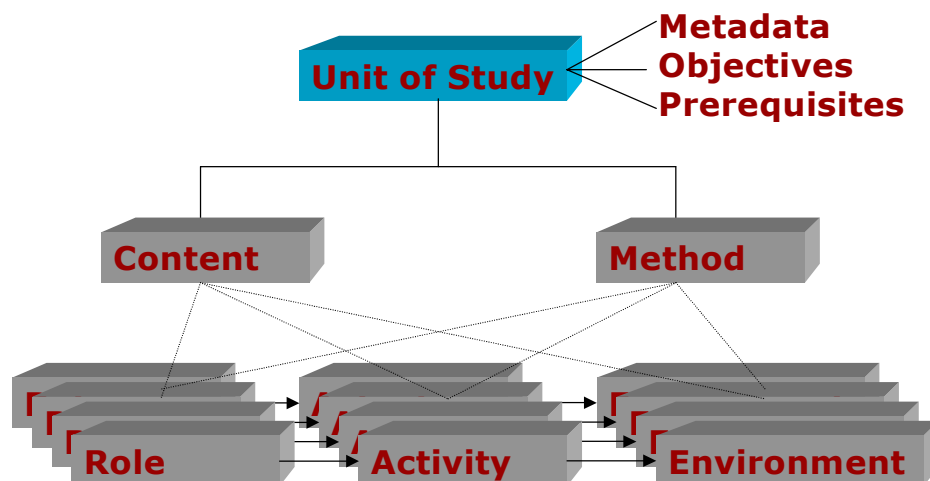 Metadata
Unit of Study
Objectives
Prerequisites
Content
Method
Role
Activity
Environment